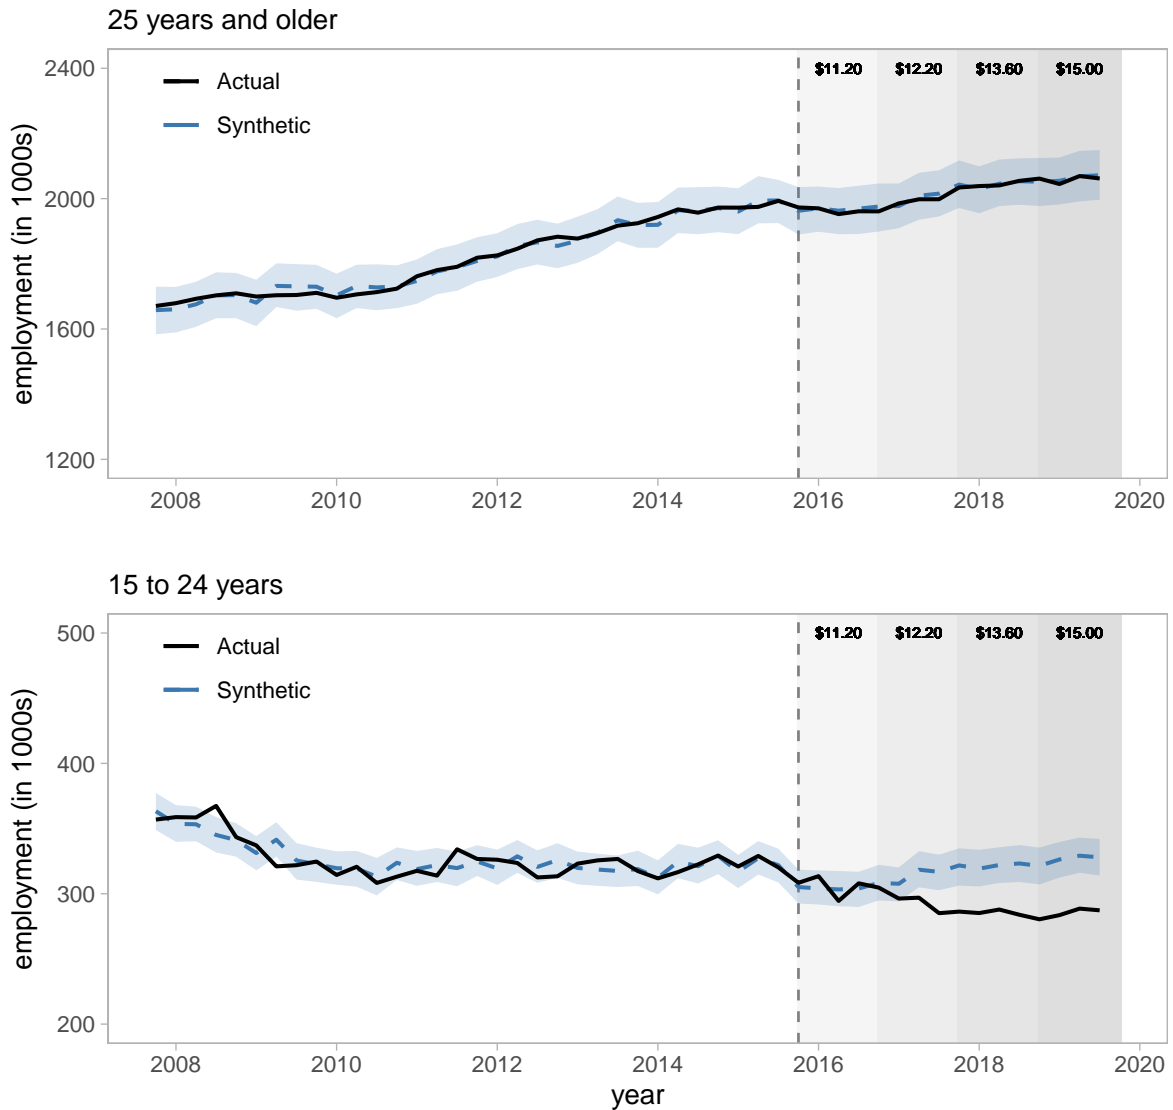 25 years and older
employment (in 1000s)
2400
2000
1600
1200
Actual
Synthetic
$11.20 $12.20 $13.60 $15.00
2008 2010 2012 2014 2016 2018 2020
15 to 24 years
employment (in 1000s)
500
400
300
200
Actual
Synthetic
$11.20 $12.20 $13.60 $15.00
2008 2010 2012 2014 2016 2018 2020
year